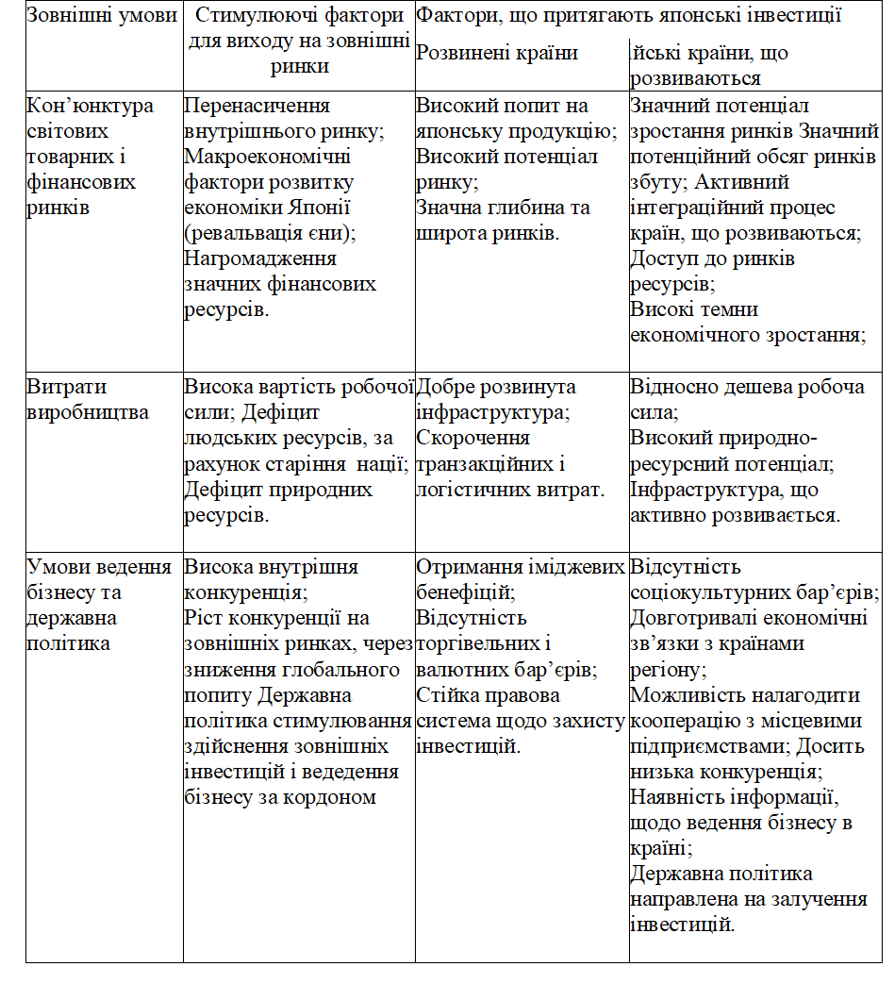 Зовнішні умови
Стимулюючі фактори
для виходу на зовнішні
ринки
Фактори, що притягають японські інвестиції
Розвинені країни
йські країни, що
розвиваються
Кон’юнктура
світових
товарних і
фінансових
ринків
Перенасичення
внутрішнього ринку;
Макроекономічні
фактори розвитку
економіки Японії
(ревальвація єни);
Нагромадження
значних фінансових
ресурсів.
Високий попит на
японську продукцію;
Високий потенціал
ринку;
Значна глибина та
широта ринків.
Значний потенціал
зростання ринків Значний
потенційний обсяг ринків
збуту; Активний
інтеграційний процес
країн, що розвиваються;
Доступ до ринків
ресурсів;
Високі темни
економічного зростання;
Витрати
виробництва
Висока вартість робочої
сили; Дефіцит
людських ресурсів, за
рахунок старіння нації;
Дефіцит природних
ресурсів.
Добре розвинута
інфраструктура;
Скорочення
транзакційних і
логістичних витрат.
Відносно дешева робоча
сила;
Високий природно-
ресурсний потенціал;
Інфраструктура, що
активно розвивається.
Умови ведення
бізнесу та
державна
політика
Висока внутрішня
конкуренція;
Ріст конкуренції на
зовнішніх ринках, через
зниження глобального
попиту Державна
політика стимулювання
здійснення зовнішніх
інвестицій і ведедення
бізнесу за кордоном
Отримання іміджевих
бенефіцій;
Відсутність
торгівельних і
валютних бар’єрів;
Стійка правова
система щодо захисту
інвестицій.
Відсутність
соціокультурних бар’єрів;
Довготривалі економічні
зв’язки з країнами
регіону;
Можливість налагодити
кооперацію з місцевими
підприємствами; Досить
низька конкуренція;
Наявність інформації,
щодо ведення бізнесу в
країні;
Державна політика
направлена на залучення
інвестицій.